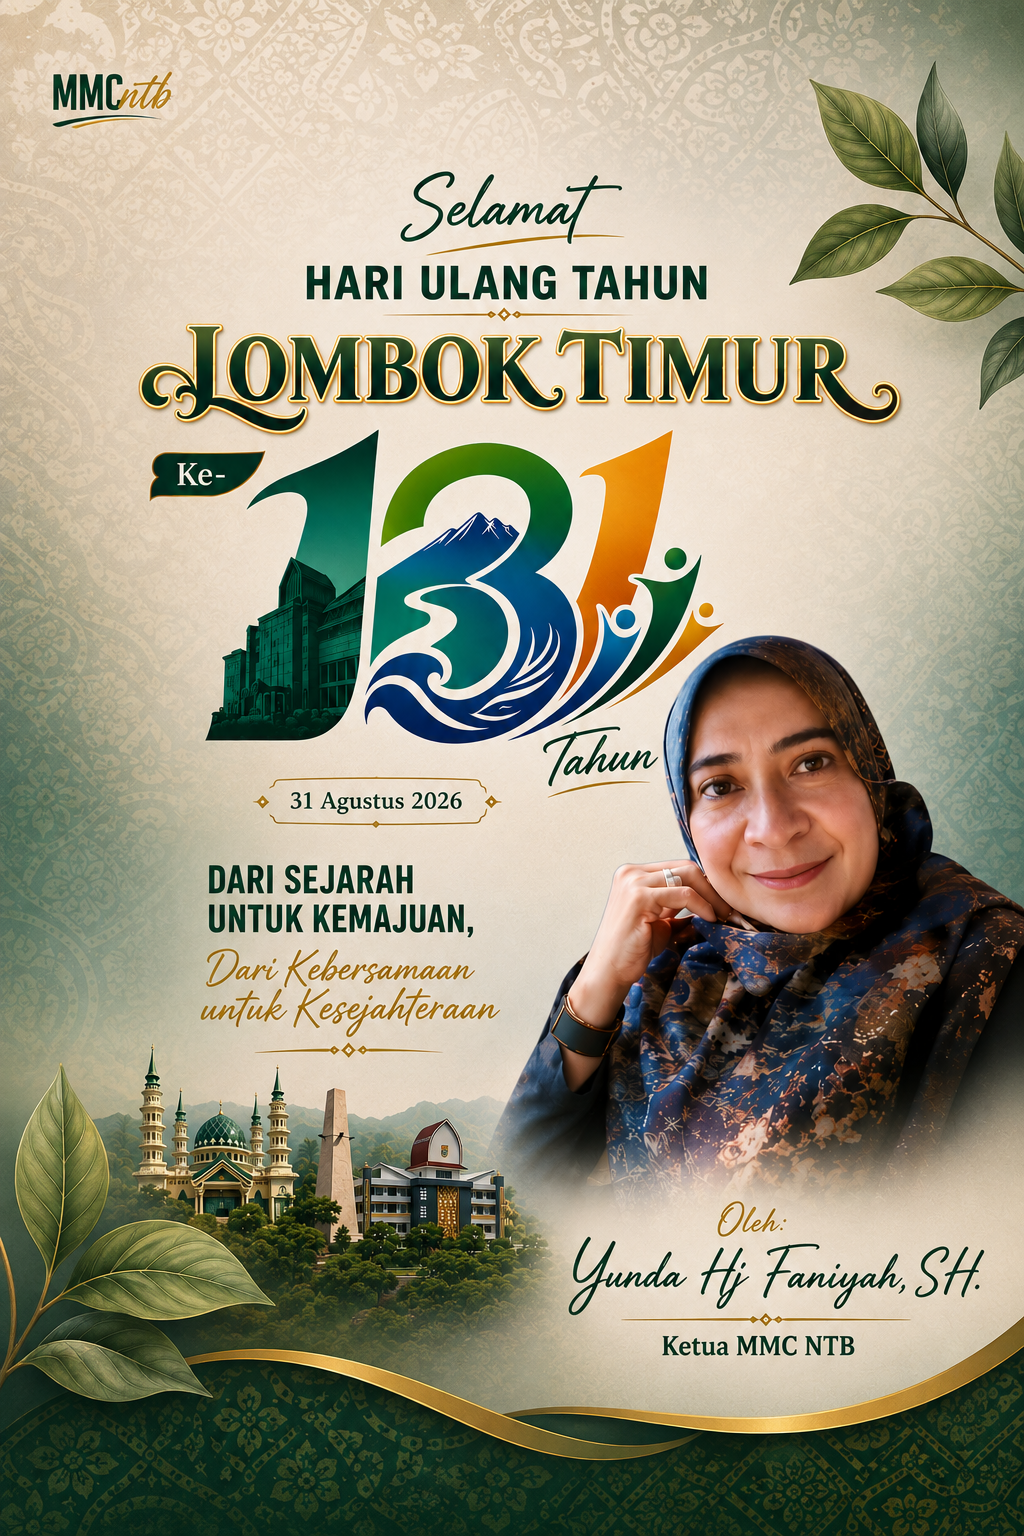 MMCntb
Selamat
HARI ULANG TAHUN
LOMBOK TIMUR
Ke-
131
Tahun
31 Agustus 2026
DARI SEJARAH
UNTUK KEMAJUAN,
Dari Kebersamaan
untuk Kesejahteraan
Oleh:
Yunda Hj Faniyah, SH.
Ketua MMC NTB